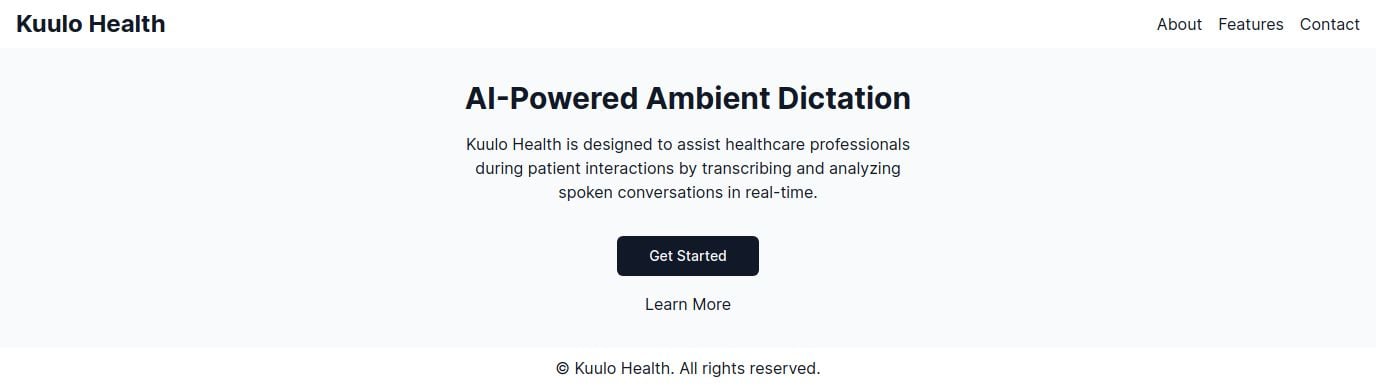 Kuulo Health
About Features Contact
AI-Powered Ambient Dictation
Kuulo Health is designed to assist healthcare professionals
during patient interactions by transcribing and analyzing
spoken conversations in real-time.
Get Started
Learn More
© Kuulo Health. All rights reserved.